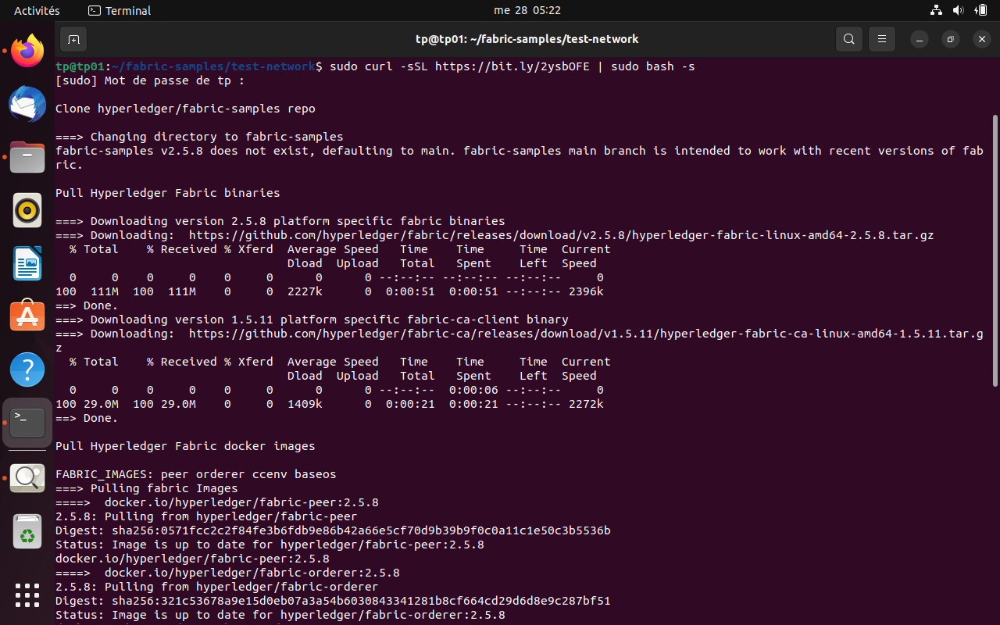 Activités
Terminal
me 28 05:22
tp@tp01: ~/fabric-samples/test-network
tp@tp01:~/fabric-samples/test-network$ sudo curl -sSL https://bit.ly/2ysbOFE | sudo bash -s
[sudo] Mot de passe de tp :
Clone hyperledger/fabric-samples repo
===> Changing directory to fabric-samples
fabric-samples v2.5.8 does not exist, defaulting to main. fabric-samples main branch is intended to work with recent versions of fab
ric.
Pull Hyperledger Fabric binaries
===> Downloading version 2.5.8 platform specific fabric binaries
===> Downloading:  https://github.com/hyperledger/fabric/releases/download/v2.5.8/hyperledger-fabric-linux-amd64-2.5.8.tar.gz
  % Total    % Received % Xferd  Average Speed   Time    Time     Time  Current
                                 Dload  Upload   Total   Spent    Left  Speed
  0     0    0     0    0     0      0      0 --:--:-- --:--:-- --:--:--     0
100  111M  100  111M    0     0  2227k      0  0:00:51  0:00:51 --:--:-- 2396k
==> Done.
===> Downloading version 1.5.11 platform specific fabric-ca-client binary
===> Downloading:  https://github.com/hyperledger/fabric-ca/releases/download/v1.5.11/hyperledger-fabric-ca-linux-amd64-1.5.11.tar.g
z
  % Total    % Received % Xferd  Average Speed   Time    Time     Time  Current
                                 Dload  Upload   Total   Spent    Left  Speed
  0     0    0     0    0     0      0      0 --:--:--  0:00:06 --:--:--     0
100 29.0M  100 29.0M    0     0  1409k      0  0:00:21  0:00:21 --:--:-- 2272k
==> Done.
Pull Hyperledger Fabric docker images
FABRIC_IMAGES: peer orderer ccenv baseos
===> Pulling fabric Images
====>  docker.io/hyperledger/fabric-peer:2.5.8
2.5.8: Pulling from hyperledger/fabric-peer
Digest: sha256:0571fcc2c2f84fe3b6fdb9e86b42a66e5cf70d9b39b9f0c0a11c1e50c3b5536b
Status: Image is up to date for hyperledger/fabric-peer:2.5.8
docker.io/hyperledger/fabric-peer:2.5.8
====>  docker.io/hyperledger/fabric-orderer:2.5.8
2.5.8: Pulling from hyperledger/fabric-orderer
Digest: sha256:321c53678a9e15d0eb07a3a54b6030843341281b8cf664cd29d6d8e9c287bf51
Status: Image is up to date for hyperledger/fabric-orderer:2.5.8